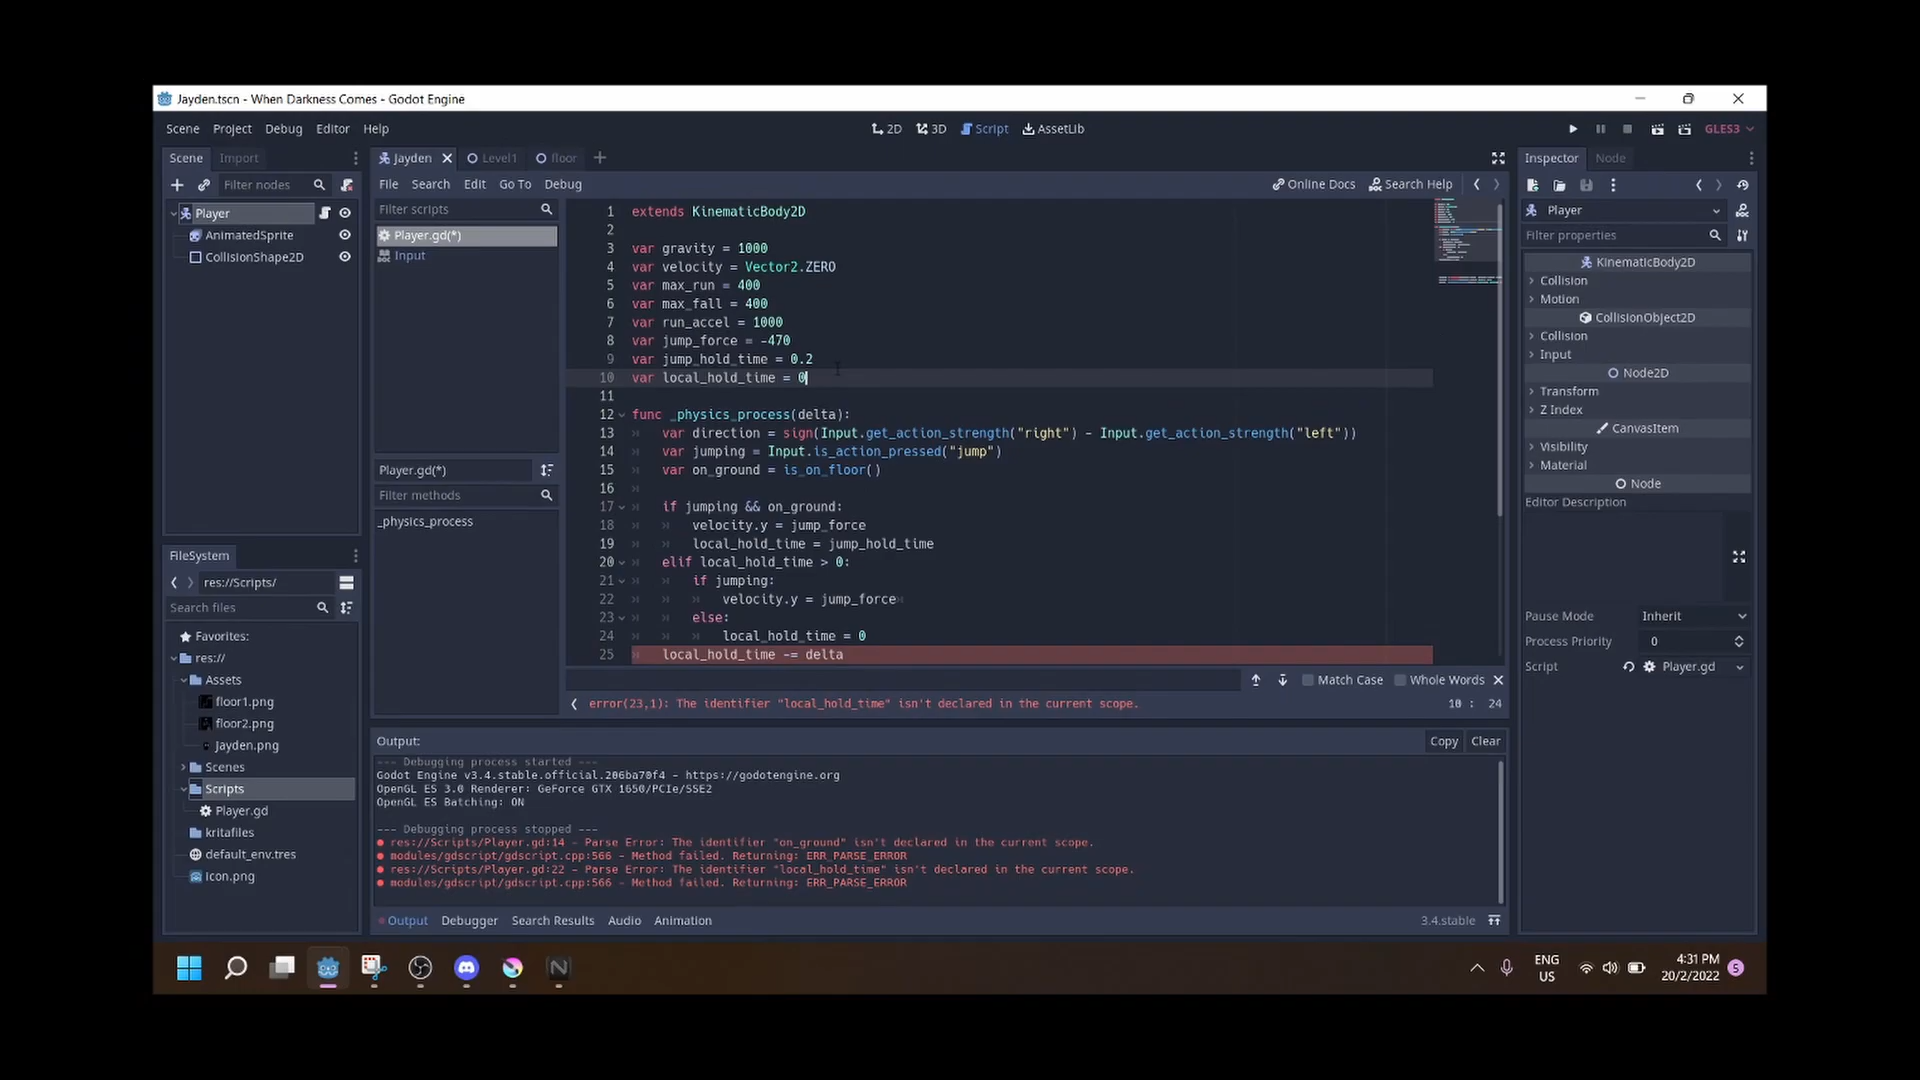 Jayden.tscn - When Darkness Comes - Godot Engine
Scene Project Debug Editor Help
2D 3D Script AssetLib
GLES3
Scene Import
Filter nodes
Player
AnimatedSprite
CollisionShape2D
FileSystem
res://Scripts/
Search files
Favorites:
res://
Assets
floor1.png
floor2.png
Jayden.png
Scenes
Scripts
Player.gd
kritafiles
default_env.tres
icon.png
Jayden Level1 floor
File Search Edit Go To Debug
Online Docs Search Help
Filter scripts
Player.gd(*)
Input
Player.gd(*)
Filter methods
_physics_process
1 extends KinematicBody2D
2
3 var gravity = 1000
4 var velocity = Vector2.ZERO
5 var max_run = 400
6 var max_fall = 400
7 var run_accel = 1000
8 var jump_force = -470
9 var jump_hold_time = 0.2
10 var local_hold_time = 0
11
12 func _physics_process(delta):
13 var direction = sign(Input.get_action_strength("right") - Input.get_action_strength("left"))
14 var jumping = Input.is_action_pressed("jump")
15 var on_ground = is_on_floor()
16
17 if jumping && on_ground:
18 velocity.y = jump_force
19 local_hold_time = jump_hold_time
20 elif local_hold_time > 0:
21 if jumping:
22 velocity.y = jump_force
23 else:
24 local_hold_time = 0
25 local_hold_time -= delta
Match Case Whole Words
error(23,1): The identifier "local_hold_time" isn't declared in the current scope.
10 : 24
Output:
Copy Clear
--- Debugging process started ---
Godot Engine v3.4.stable.official.206ba70f4 - https://godotengine.org
OpenGL ES 3.0 Renderer: GeForce GTX 1650/PCIe/SSE2
OpenGL ES Batching: ON
--- Debugging process stopped ---
res://Scripts/Player.gd:14 - Parse Error: The identifier "on_ground" isn't declared in the current scope.
modules/gdscript/gdscript.cpp:566 - Method failed. Returning: ERR_PARSE_ERROR
res://Scripts/Player.gd:22 - Parse Error: The identifier "local_hold_time" isn't declared in the current scope.
modules/gdscript/gdscript.cpp:566 - Method failed. Returning: ERR_PARSE_ERROR
Output Debugger Search Results Audio Animation
3.4.stable
Inspector Node
Player
Filter properties
KinematicBody2D
Collision
Motion
CollisionObject2D
Collision
Input
Node2D
Transform
Z Index
CanvasItem
Visibility
Material
Node
Editor Description
Pause Mode Inherit
Process Priority 0
Script Player.gd
ENG
US
4:31 PM
20/2/2022
5